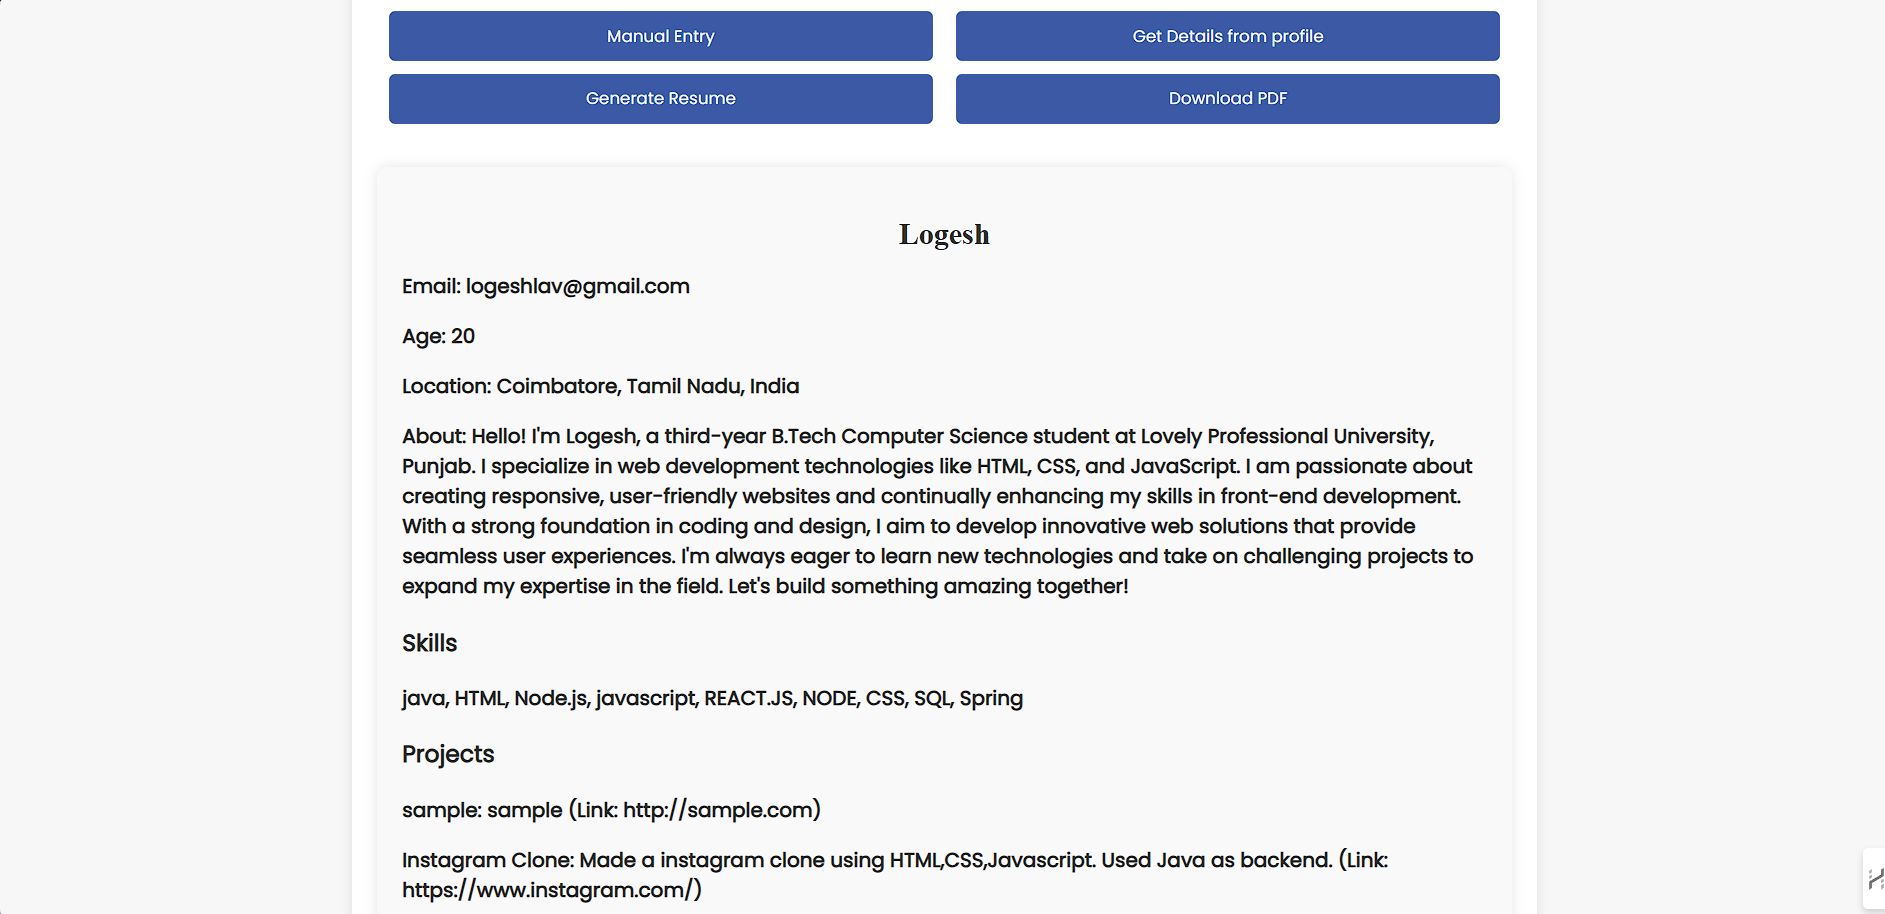 Manual Entry
Get Details from profile
Generate Resume
Download PDF
Logesh
Email: logeshlav@gmail.com
Age: 20
Location: Coimbatore, Tamil Nadu, India
About: Hello! I'm Logesh, a third-year B.Tech Computer Science student at Lovely Professional University,
Punjab. I specialize in web development technologies like HTML, CSS, and JavaScript. I am passionate about
creating responsive, user-friendly websites and continually enhancing my skills in front-end development.
With a strong foundation in coding and design, I aim to develop innovative web solutions that provide
seamless user experiences. I'm always eager to learn new technologies and take on challenging projects to
expand my expertise in the field. Let's build something amazing together!
Skills
java, HTML, Node.js, javascript, REACT.JS, NODE, CSS, SQL, Spring
Projects
sample: sample (Link: http://sample.com)
Instagram Clone: Made a instagram clone using HTML,CSS,Javascript. Used Java as backend. (Link:
https://www.instagram.com/)